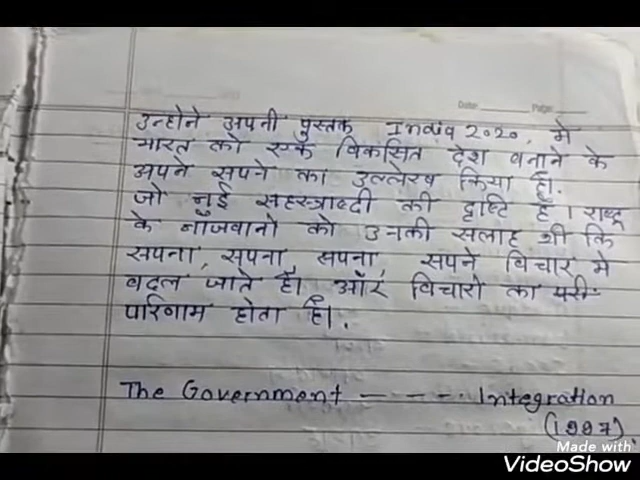 Date: Page:
उन्होने अपनी पुस्तक India 2020, मे
भारत को एक विकसित देश बनाने के
अपने सपने का उल्लेख किया है।.
जो नई सहस्त्राब्दी की दृष्टि है। राष्ट्र
के नौजवानो को उनकी सलाह थी कि
सपना, सपना, सपना, सपने विचार मे
बदल जाते है। और विचारो का परी-
परिणाम होता है।.
The Government - - - . Integration
(1997)
Made with
VideoShow